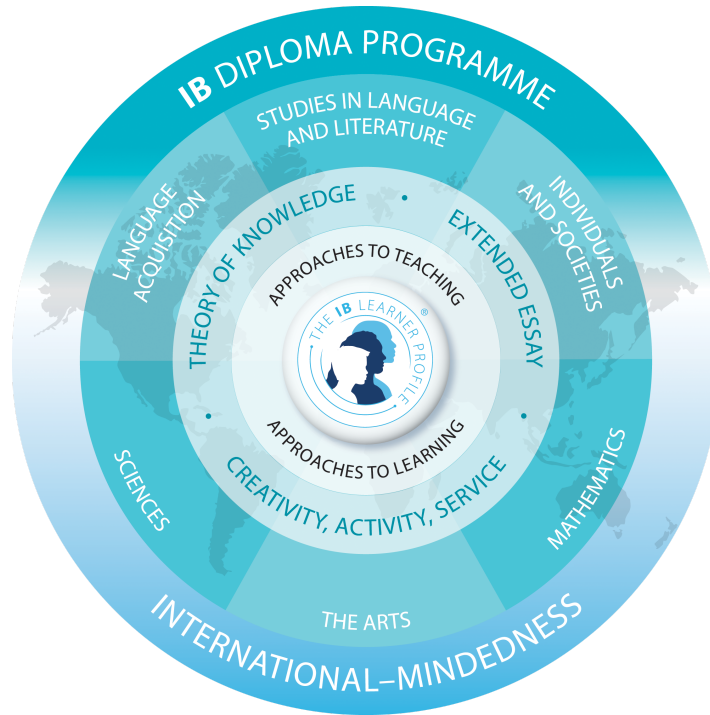 IB DIPLOMA PROGRAMME
STUDIES IN LANGUAGE
AND LITERATURE
LANGUAGE
ACQUISITION
INDIVIDUALS
AND SOCIETIES
THEORY OF KNOWLEDGE
•
EXTENDED ESSAY
APPROACHES TO TEACHING
THE IB LEARNER PROFILE
®
APPROACHES TO LEARNING
•
•
CREATIVITY, ACTIVITY, SERVICE
SCIENCES
MATHEMATICS
THE ARTS
INTERNATIONAL–MINDEDNESS